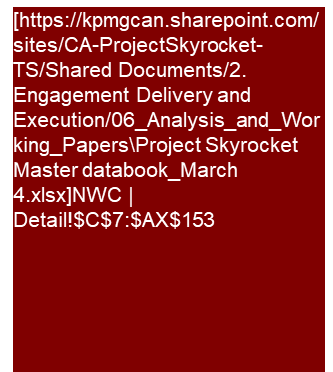 [https://kpmgcan.sharepoint.com/
sites/CA-ProjectSkyrocket-
TS/Shared Documents/2.
Engagement Delivery and
Execution/06_Analysis_and_Wor
king_Papers\Project Skyrocket
Master databook_March
4.xlsx]NWC |
Detail!$C$7:$AX$153